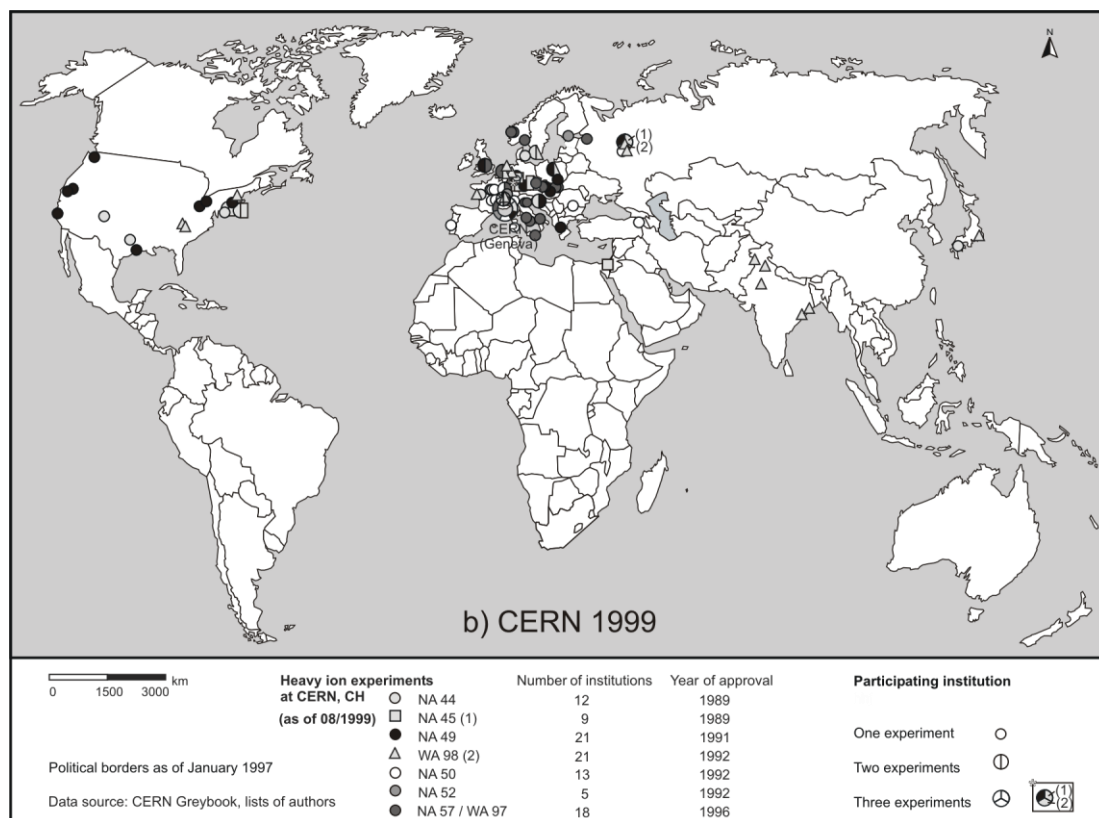 N
(1)
(2)
CERN
(Geneva)
b) CERN 1999
km
0 1500 3000
Political borders as of January 1997
Data source: CERN Greybook, lists of authors
Heavy ion experiments
at CERN, CH
(as of 08/1999)
Number of institutions Year of approval
NA 44 12 1989
NA 45 (1) 9 1989
NA 49 21 1991
WA 98 (2) 21 1992
NA 50 13 1992
NA 52 5 1992
NA 57 / WA 97 18 1996
Participating institution
One experiment
Two experiments
Three experiments
(1)
(2)